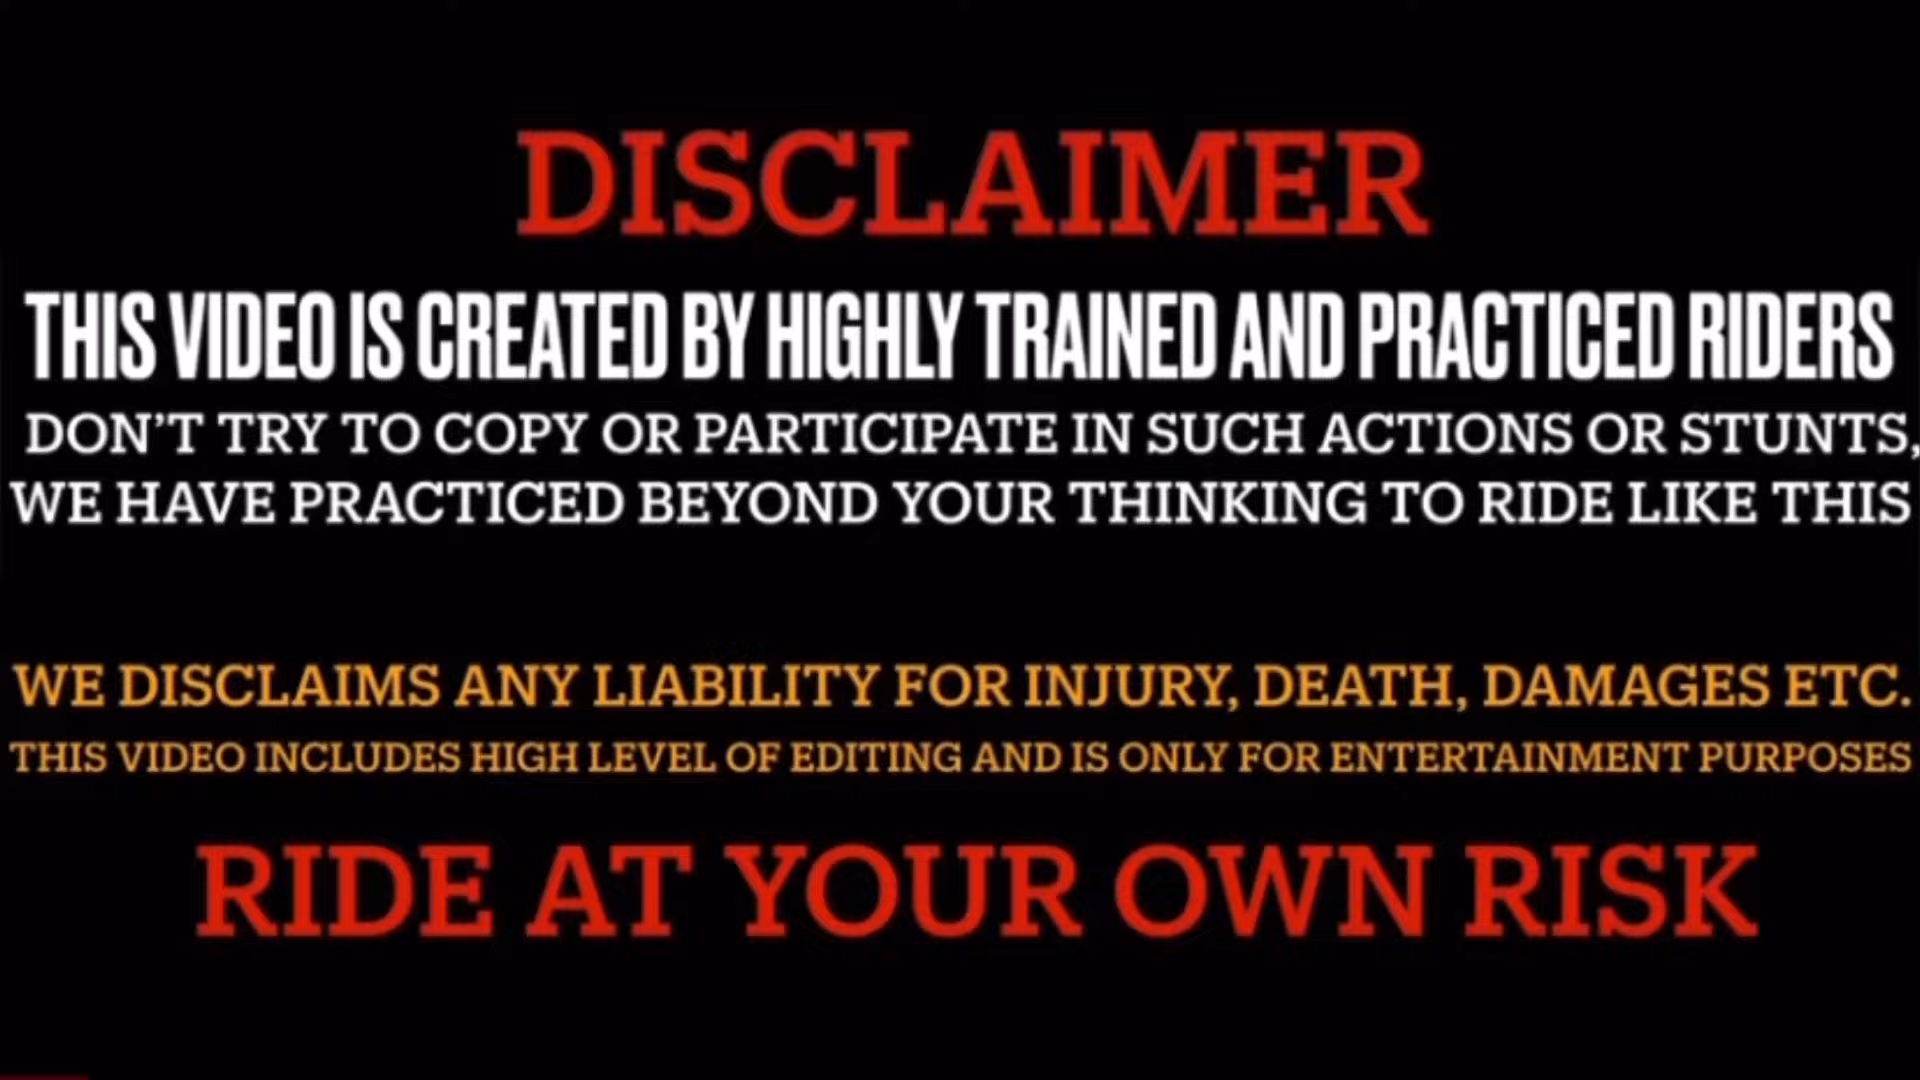 DISCLAIMER
THIS VIDEO IS CREATED BY HIGHLY TRAINED AND PRACTICED RIDERS
DON'T TRY TO COPY OR PARTICIPATE IN SUCH ACTIONS OR STUNTS,
WE HAVE PRACTICED BEYOND YOUR THINKING TO RIDE LIKE THIS
WE DISCLAIMS ANY LIABILITY FOR INJURY, DEATH, DAMAGES ETC.
THIS VIDEO INCLUDES HIGH LEVEL OF EDITING AND IS ONLY FOR ENTERTAINMENT PURPOSES
RIDE AT YOUR OWN RISK